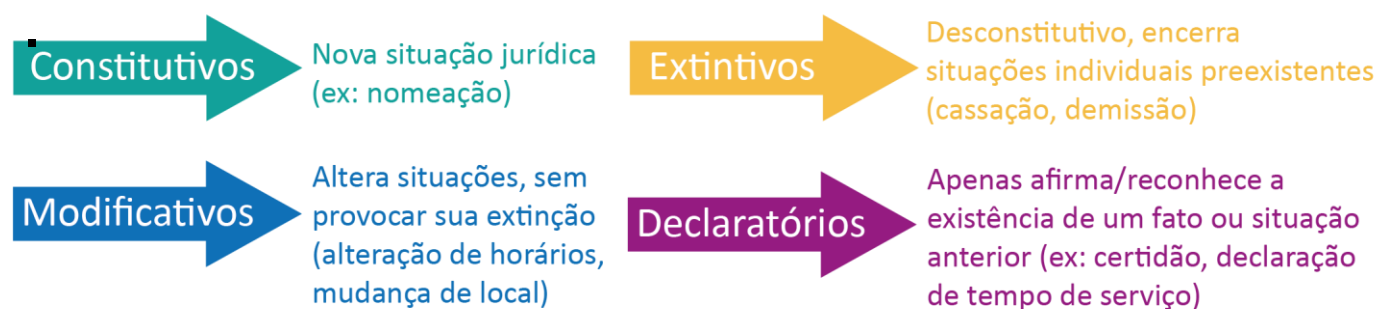 Constitutivos
Nova situação jurídica
(ex: nomeação)
Extintivos
Desconstitutivo, encerra
situações individuais preexistentes
(cassação, demissão)
Modificativos
Altera situações, sem
provocar sua extinção
(alteração de horários,
mudança de local)
Declaratórios
Apenas afirma/reconhece a
existência de um fato ou situação
anterior (ex: certidão, declaração
de tempo de serviço)